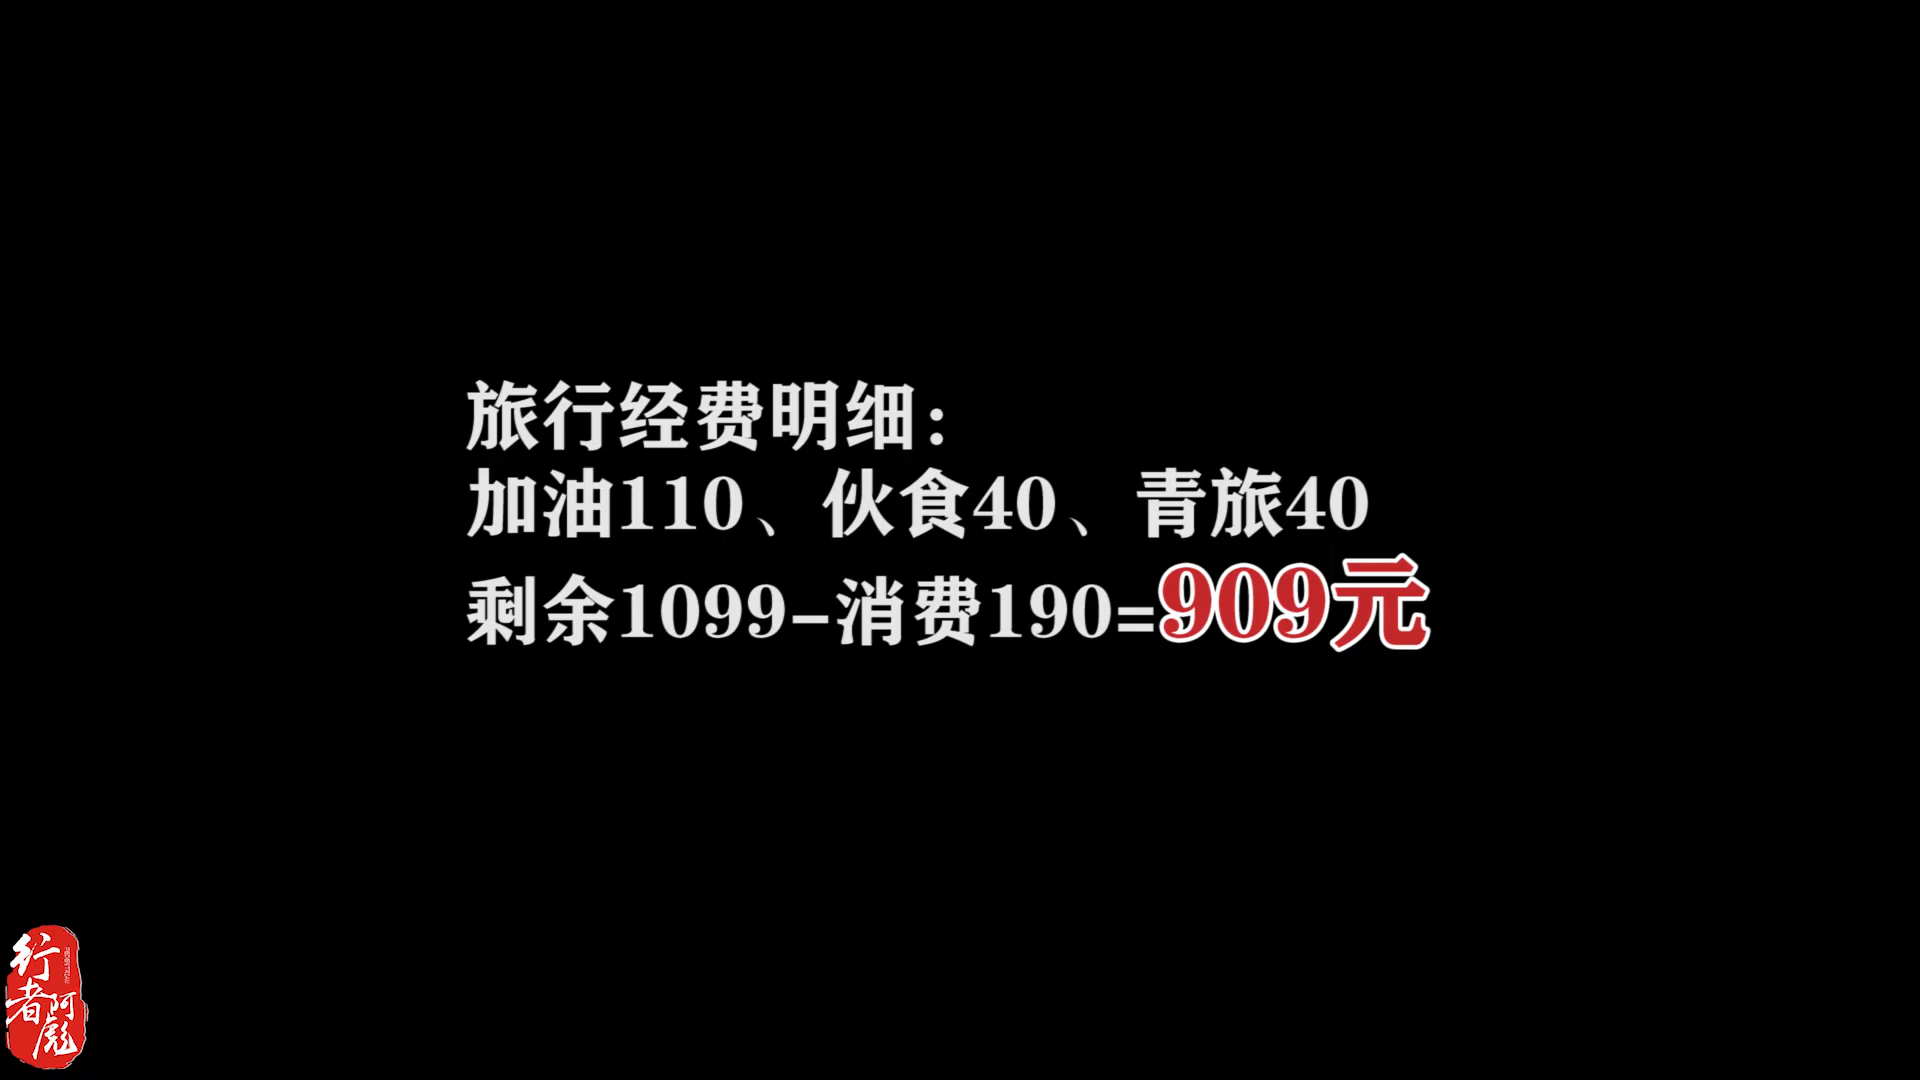 旅行经费明细：
加油110、伙食40、青旅40
剩余1099-消费190=909元
行者
阿彪